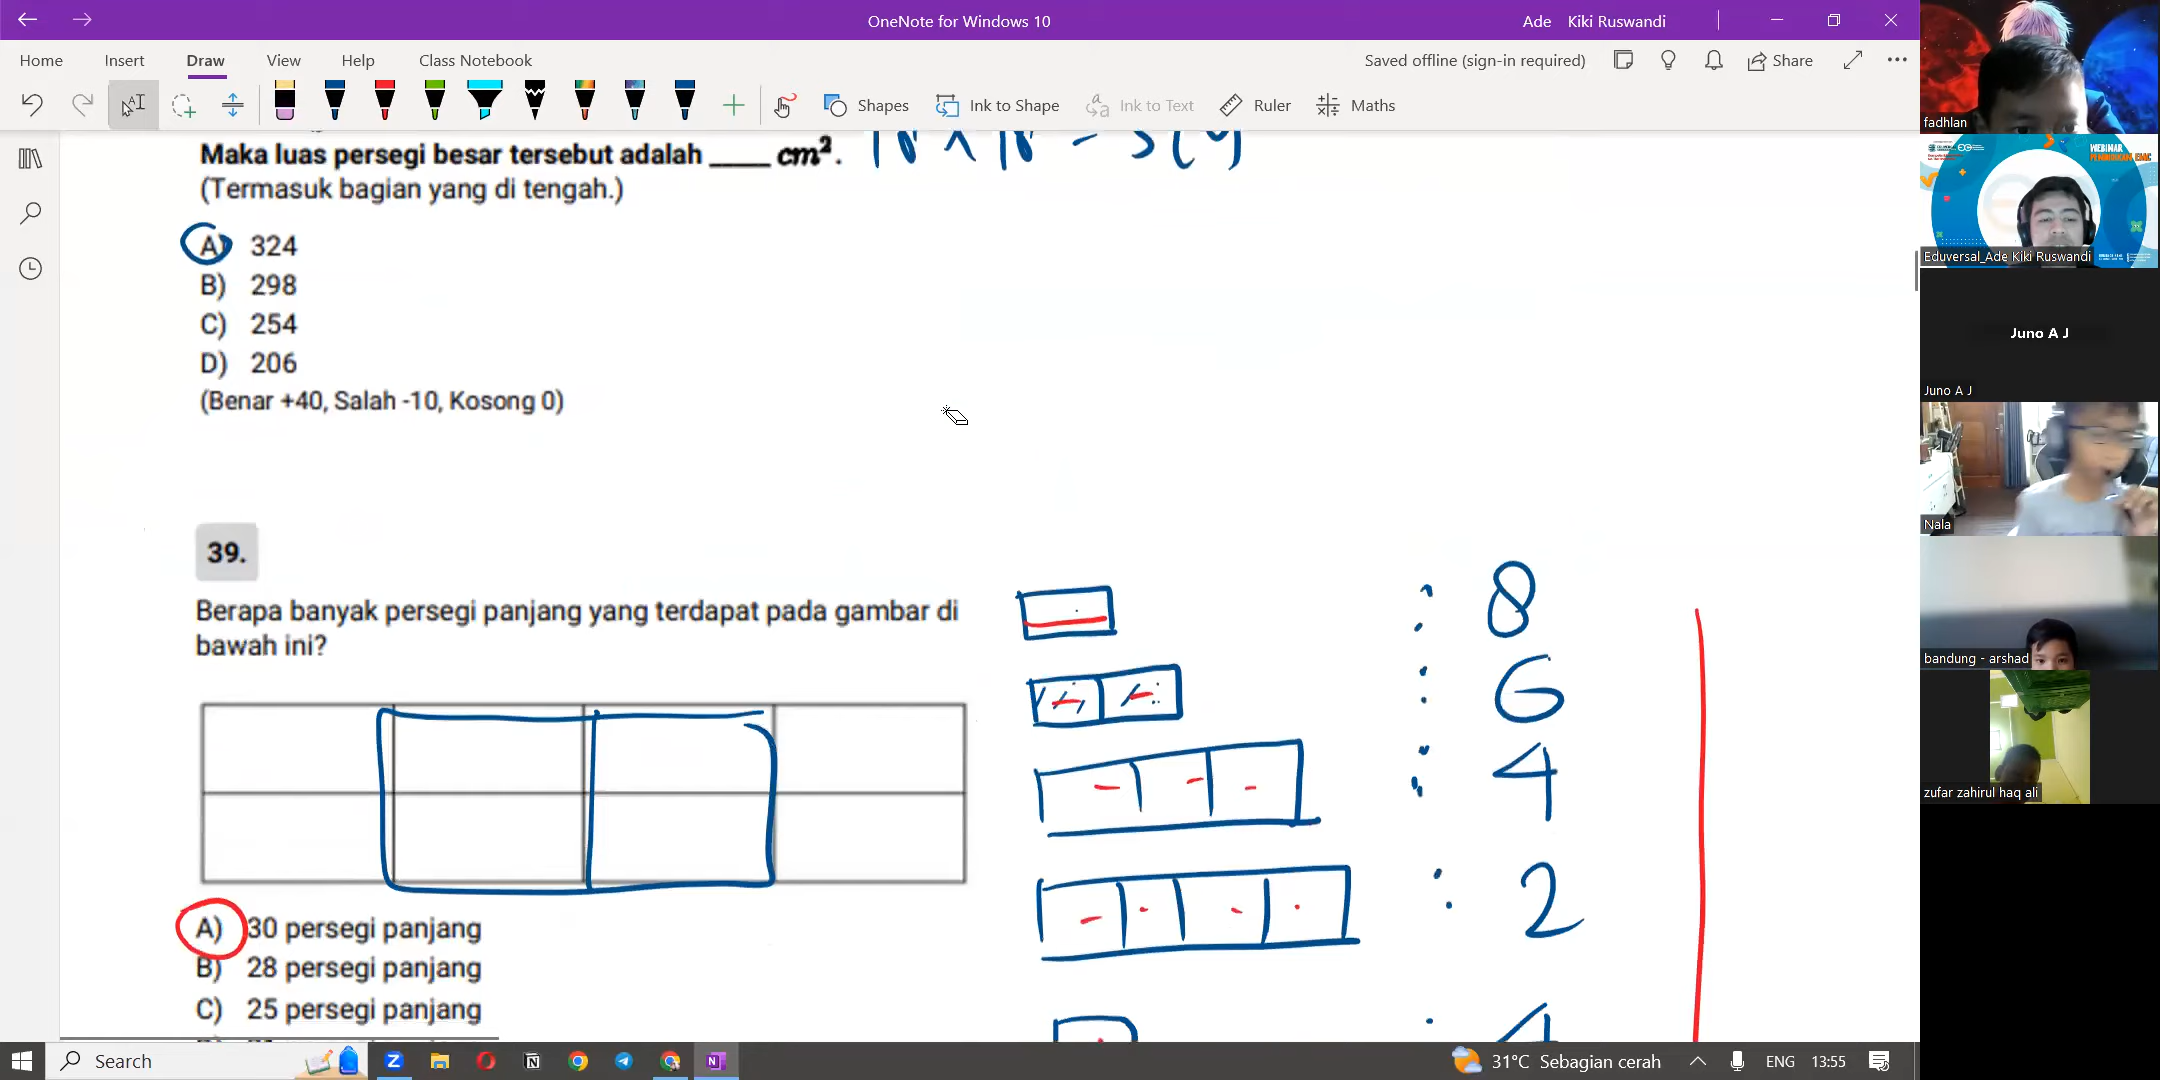 OneNote for Windows 10
Ade Kiki Ruswandi
Home Insert Draw View Help Class Notebook
Saved offline (sign-in required) Share
Shapes Ink to Shape Ink to Text Ruler Maths
Maka luas persegi besar tersebut adalah ____ cm².
18 x 18 = 324
(Termasuk bagian yang di tengah.)
A) 324
B) 298
C) 254
D) 206
(Benar +40, Salah -10, Kosong 0)
39.
Berapa banyak persegi panjang yang terdapat pada gambar di
bawah ini?
A) 30 persegi panjang
B) 28 persegi panjang
C) 25 persegi panjang
: 8
: 6
: 4
: 2
: 4
fadhlan
WEBINAR
Eduversal_Ade Kiki Ruswandi
Juno A J
Juno A J
Nala
bandung - arshad
zufar zahirul haq ali
Search
31°C Sebagian cerah
ENG
13:55